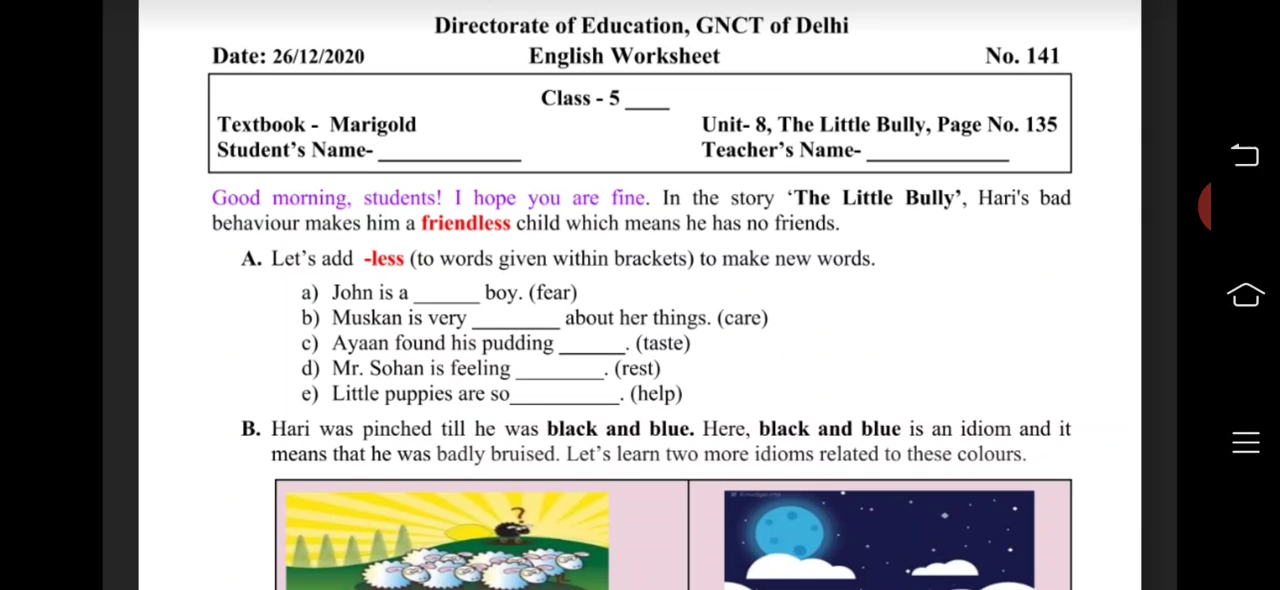 Directorate of Education, GNCT of Delhi
Date: 26/12/2020 English Worksheet No. 141
Class - 5 ____
Textbook - Marigold Unit- 8, The Little Bully, Page No. 135
Student’s Name- _____________ Teacher’s Name- _____________
Good morning, students! I hope you are fine. In the story ‘The Little Bully’, Hari's bad
behaviour makes him a friendless child which means he has no friends.
A. Let’s add -less (to words given within brackets) to make new words.
a) John is a ______ boy. (fear)
b) Muskan is very ________ about her things. (care)
c) Ayaan found his pudding ______. (taste)
d) Mr. Sohan is feeling ________. (rest)
e) Little puppies are so__________. (help)
B. Hari was pinched till he was black and blue. Here, black and blue is an idiom and it
means that he was badly bruised. Let’s learn two more idioms related to these colours.
?